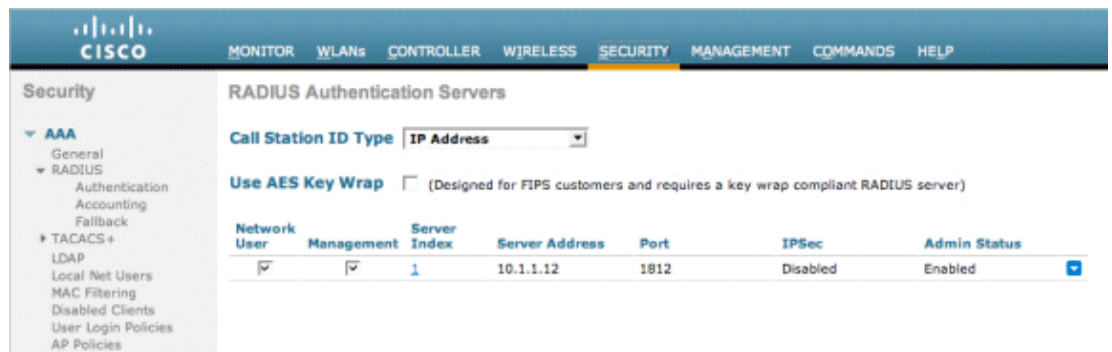 CISCO
MONITOR WLANs CONTROLLER WIRELESS SECURITY MANAGEMENT COMMANDS HELP
Security
AAA
General
RADIUS
Authentication
Accounting
Fallback
TACACS+
LDAP
Local Net Users
MAC Filtering
Disabled Clients
User Login Policies
AP Policies
RADIUS Authentication Servers
Call Station ID Type IP Address
Use AES Key Wrap (Designed for FIPS customers and requires a key wrap compliant RADIUS server)
Network User Management Server Index Server Address Port IPSec Admin Status
1 10.1.1.12 1812 Disabled Enabled